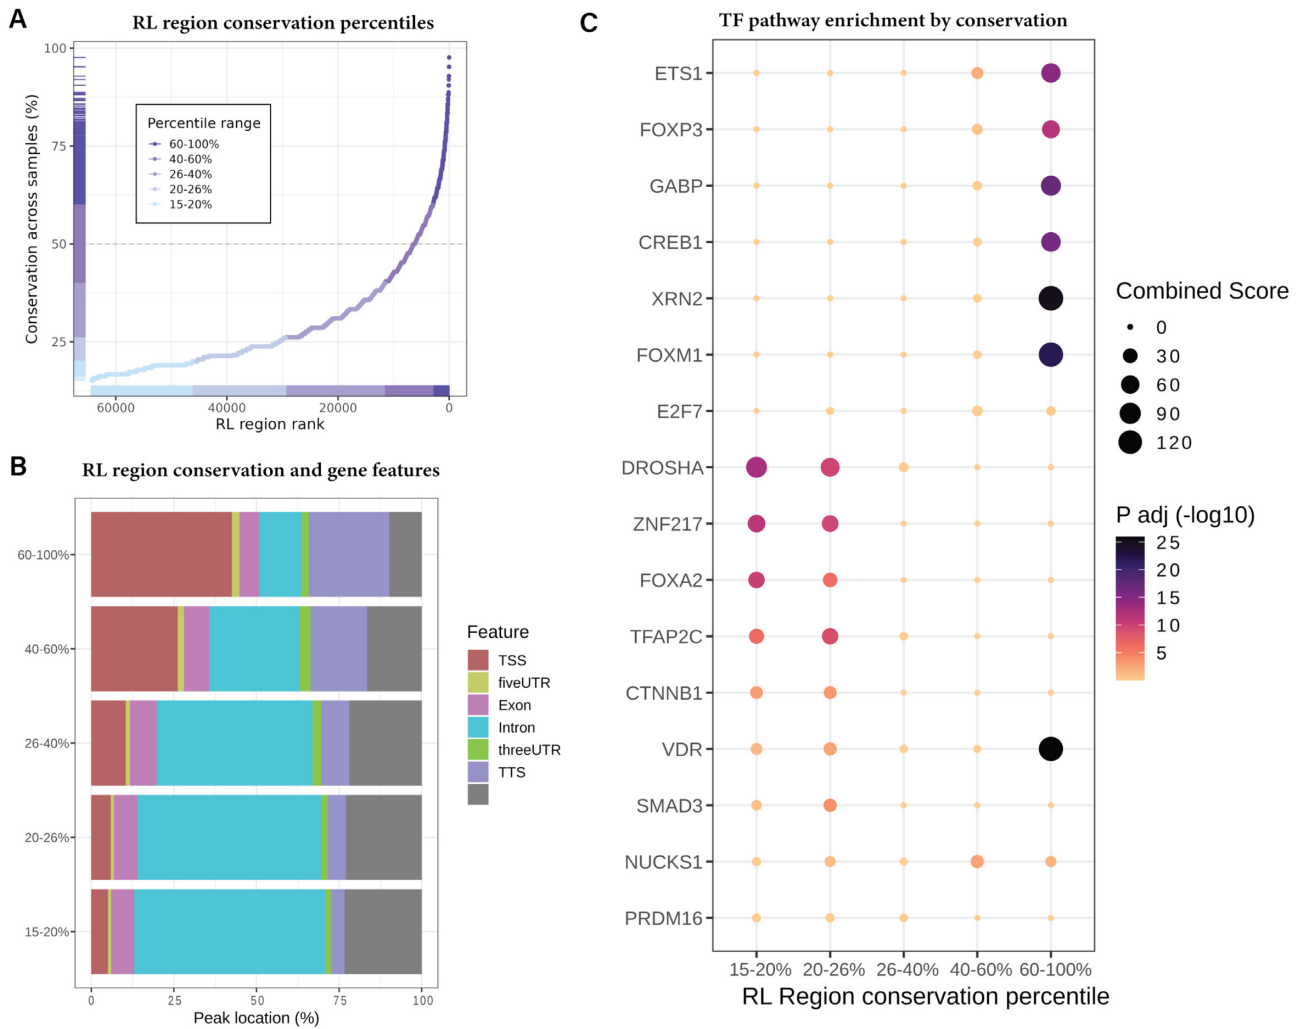 A
RL region conservation percentiles
Conservation across samples (%)
100
75
50
25
Percentile range
60-100%
40-60%
26-40%
20-26%
15-20%
60000
40000
20000
0
RL region rank
B
RL region conservation and gene features
60-100%
40-60%
26-40%
20-26%
15-20%
0
25
50
75
100
Peak location (%)
Feature
TSS
fiveUTR
Exon
Intron
threeUTR
TTS
C
TF pathway enrichment by conservation
ETS1
FOXP3
GABP
CREB1
XRN2
FOXM1
E2F7
DROSHA
ZNF217
FOXA2
TFAP2C
CTNNB1
VDR
SMAD3
NUCKS1
PRDM16
15-20%
20-26%
26-40%
40-60%
60-100%
RL Region conservation percentile
Combined Score
0
30
60
90
120
P adj (-log10)
25
20
15
10
5